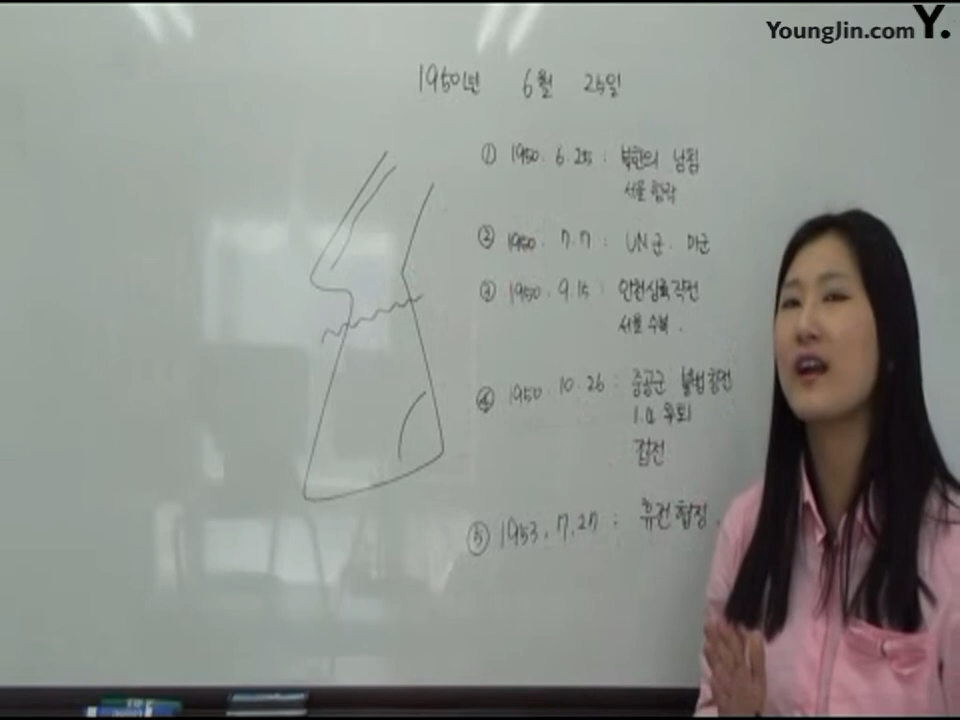 YoungJin.com Y.
1950년 6월 25일
① 1950. 6. 25 : 북한의 남침
서울 함락
② 1950. 7. 7 : UN군. 미군
③ 1950. 9. 15 : 인천상륙작전
서울 수복.
④ 1950. 10. 26 : 중공군 불법참전
1.4 후퇴
접전
⑤ 1953. 7. 27 : 휴전협정.